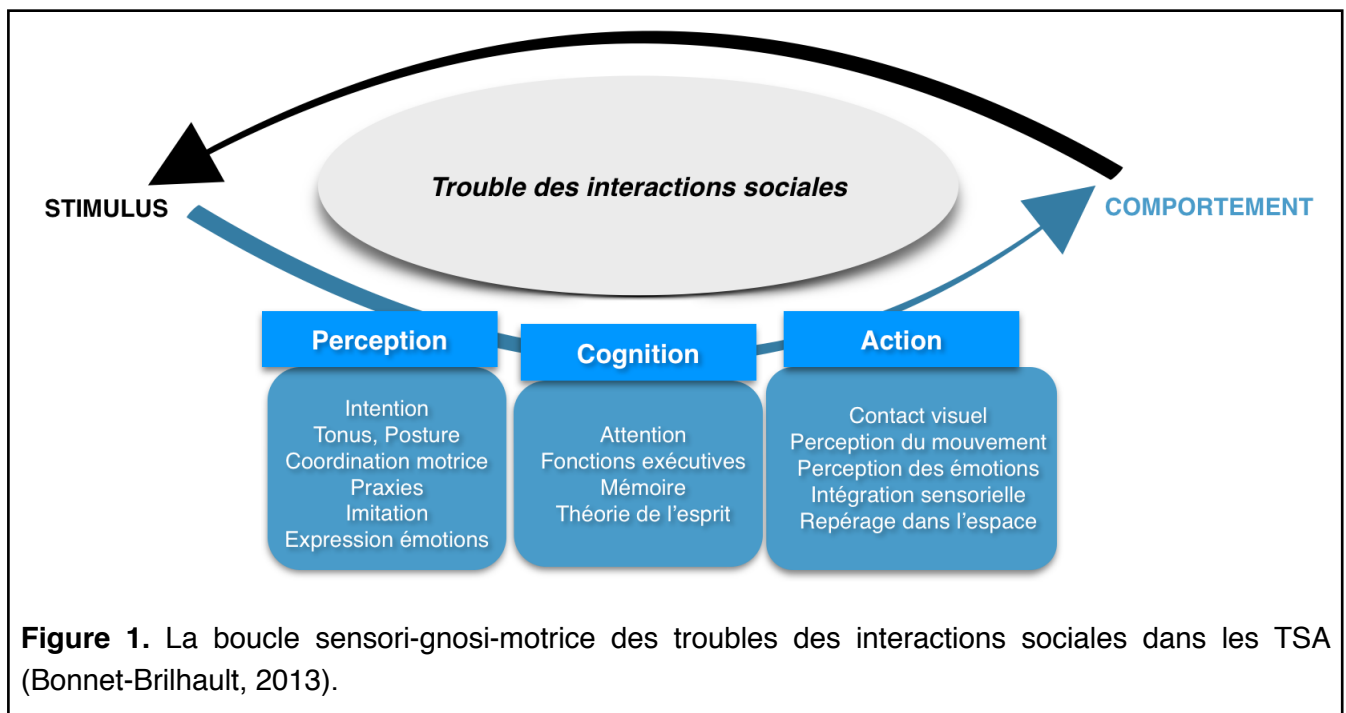 Trouble des interactions sociales
STIMULUS
COMPORTEMENT
Perception
Intention
Tonus, Posture
Coordination motrice
Praxies
Imitation
Expression émotions
Cognition
Attention
Fonctions exécutives
Mémoire
Théorie de l'esprit
Action
Contact visuel
Perception du mouvement
Perception des émotions
Intégration sensorielle
Repérage dans l'espace
Figure 1. La boucle sensori-gnosi-motrice des troubles des interactions sociales dans les TSA
(Bonnet-Brilhault, 2013).